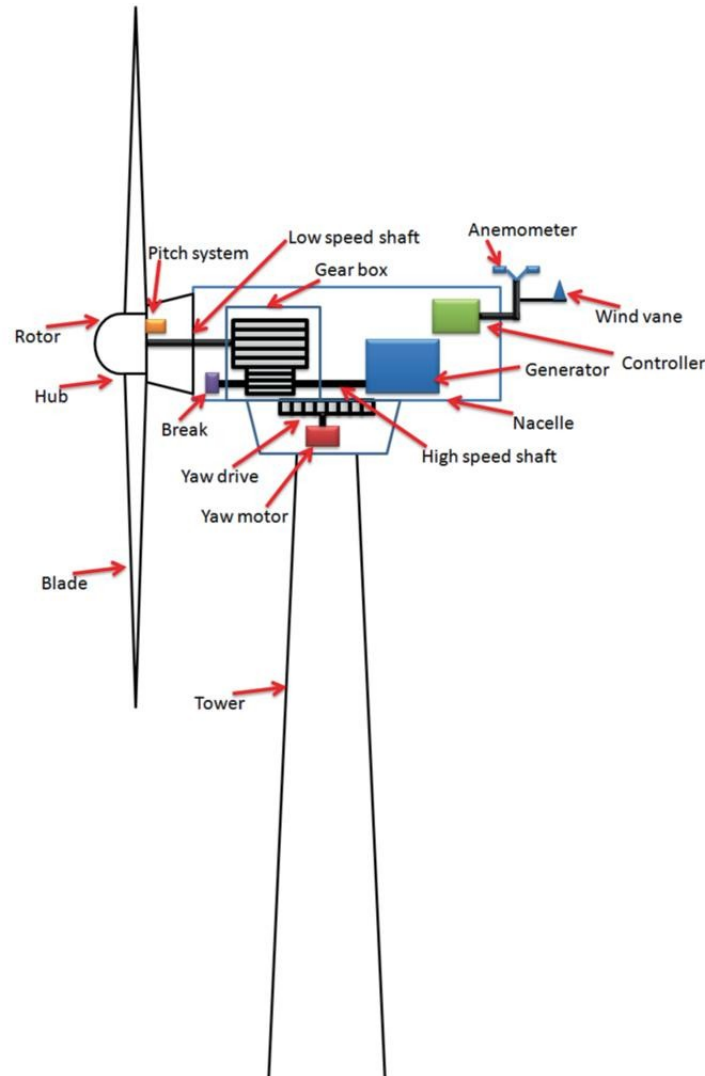 Anemometer
Low speed shaft
Pitch system
Gear box
Wind vane
Rotor
Controller
Generator
Hub
Break
Nacelle
High speed shaft
Yaw drive
Yaw motor
Blade
Tower